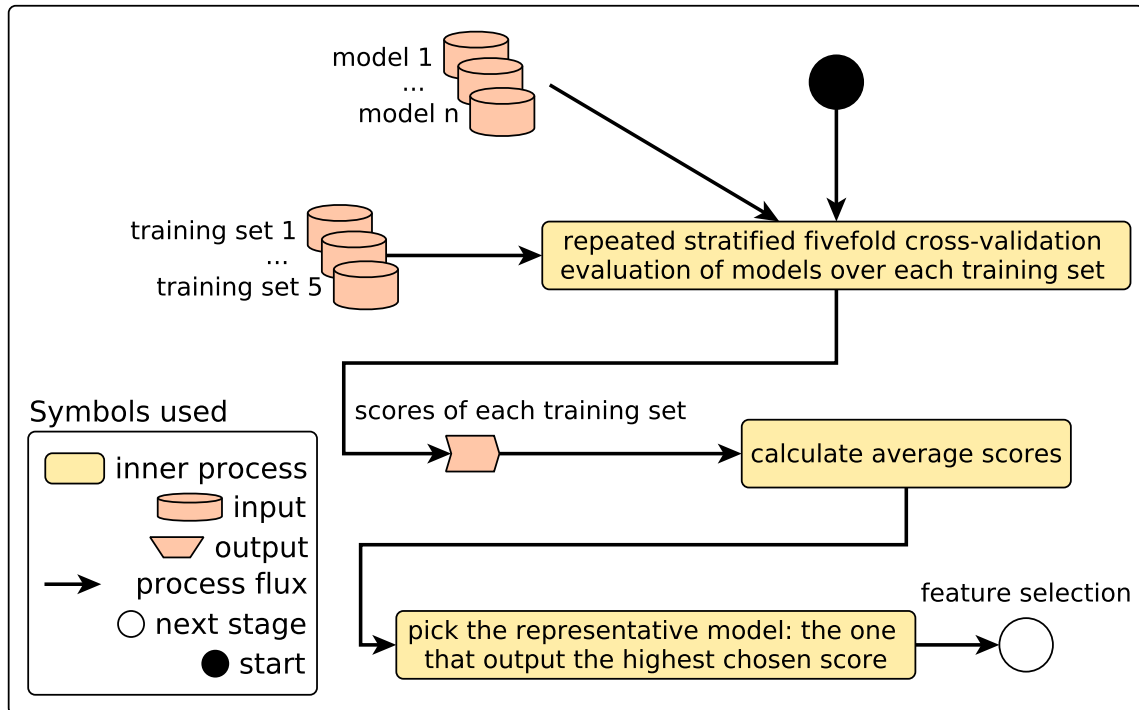 model 1
...
model n
training set 1
...
training set 5
repeated stratified fivefold cross-validation
evaluation of models over each training set
scores of each training set
calculate average scores
Symbols used
inner process
input
output
process flux
next stage
start
feature selection
pick the representative model: the one
that output the highest chosen score